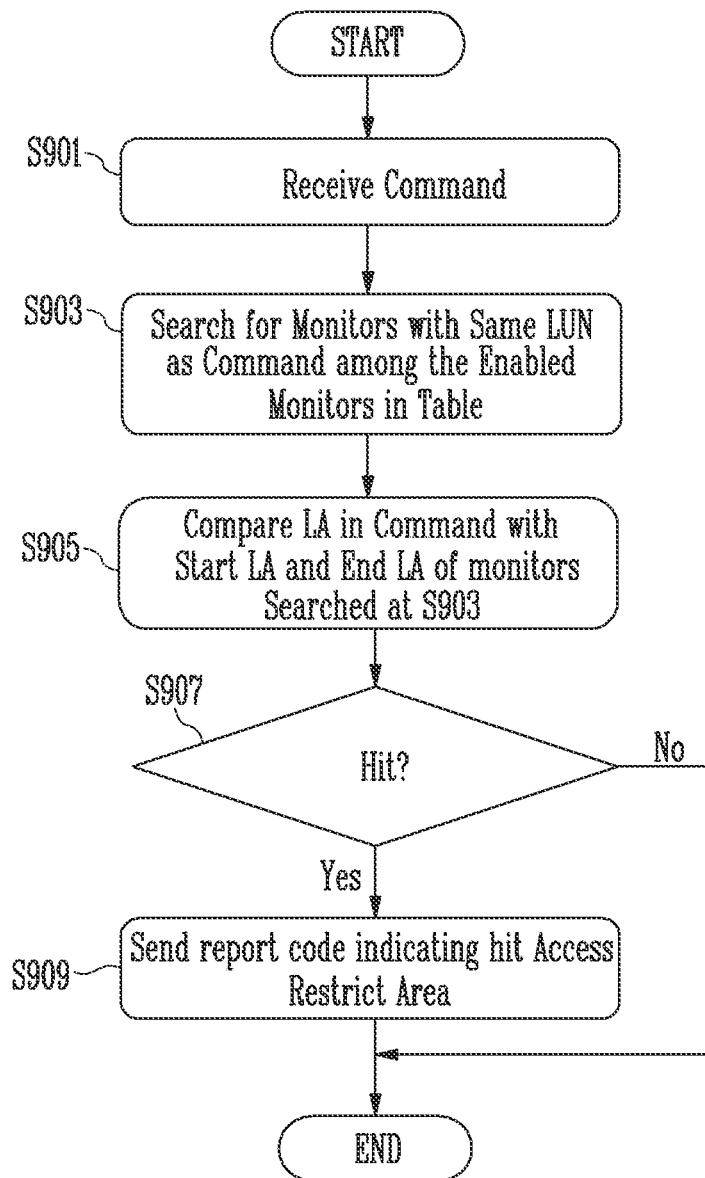 START
S901
Receive Command
S903
Search for Monitors with Same LUN
as Command among the Enabled
Monitors in Table
S905
Compare LA in Command with
Start LA and End LA of monitors
Searched at S903
S907
Hit?
No
Yes
S909
Send report code indicating hit Access
Restrict Area
END